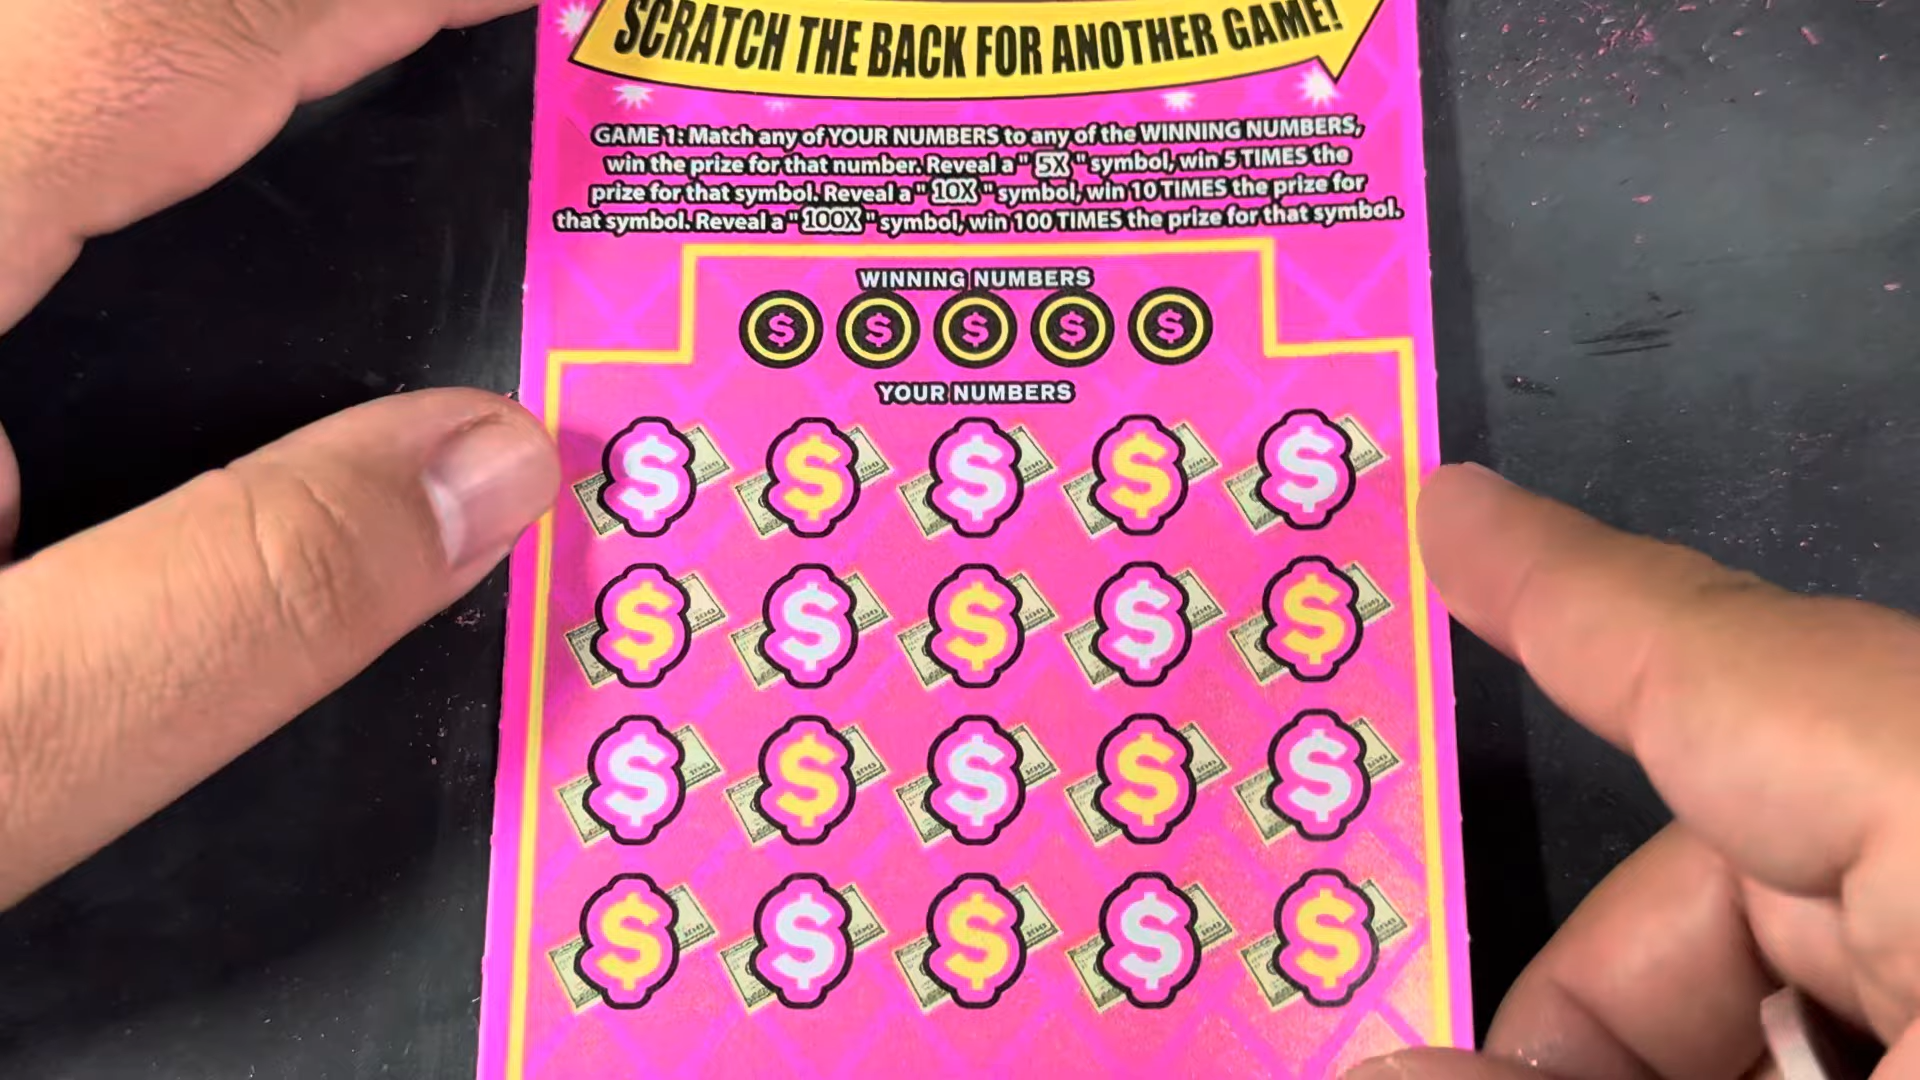 SCRATCH THE BACK FOR ANOTHER GAME!
GAME 1: Match any of YOUR NUMBERS to any of the WINNING NUMBERS,
win the prize for that number. Reveal a " 5X " symbol, win 5 TIMES the
prize for that symbol. Reveal a " 10X " symbol, win 10 TIMES the prize for
that symbol. Reveal a " 100X " symbol, win 100 TIMES the prize for that symbol.
WINNING NUMBERS
$ $ $ $ $
YOUR NUMBERS
$ $ $ $ $
$ $ $ $ $
$ $ $ $ $
$ $ $ $ $